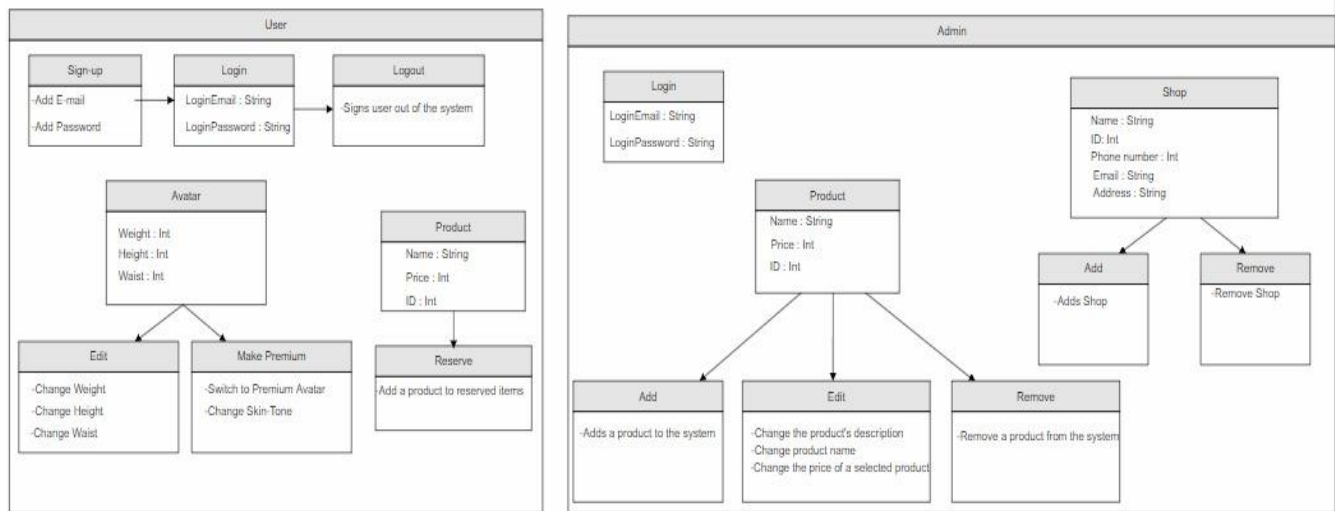 User
Sign-up
-Add E-mail
-Add Password
Login
LoginEmail : String
LoginPassword : String
Logout
-Signs user out of the system
Avatar
Weight : Int
Height : Int
Waist : Int
Product
Name : String
Price : Int
ID : Int
Edit
-Change Weight
-Change Height
-Change Waist
Make Premium
-Switch to Premium Avatar
-Change Skin-Tone
Reserve
-Add a product to reserved items
Admin
Login
LoginEmail : String
LoginPassword : String
Shop
Name : String
ID: Int
Phone number : Int
Email : String
Address : String
Product
Name : String
Price : Int
ID : Int
Add
-Adds Shop
Remove
-Remove Shop
Add
-Adds a product to the system
Edit
-Change the product's description
-Change product name
-Change the price of a selected product
Remove
-Remove a product from the system